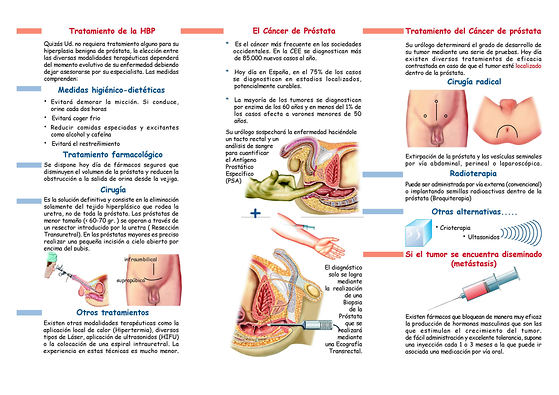 Tratamiento de la HBP
Quizás Ud. no requiera tratamiento alguno para su
hiperplasia benigna de próstata, la elección entre
las diversas modalidades terapéuticas dependerá
del momento evolutivo de su enfermedad debiendo
dejar asesorarse por su especialista. Las medidas
comprenden:
Medidas higiénico-dietéticas
• Evitará demorar la micción. Si conduce,
orine cada dos horas
• Evitará coger frio
• Reducir comidas especiadas y excitantes
como alcohol y cafeína
• Evitará el restreñimiento
Tratamiento farmacológico
Se dispone hoy día de fármacos seguros que
disminuyen el volumen de la próstata y reducen la
obstrucción a la salida de orina desde la vejiga.
Cirugía
Es la solución definitiva y consiste en la eliminación
solamente del tejido hiperplásico que rodea la
uretra, no de toda la próstata. Las próstatas de
menor tamaño (< 60-70 gr. ) se operan a través de
un resector introducido por la uretra ( Resección
Transuretral). En las próstatas mayores es preciso
realizar una pequeña incisión a cielo abierto por
encima del pubis.
infraumbilical
suprapúbica
Otros tratamientos
Existen otras modalidades terapéuticas como la
aplicación local de calor (Hipertermia), diversos
tipos de Láser, aplicación de ultrasonidos (HIFU)
o la colocación de una espiral intrauretral. La
experiencia en estas técnicas es mucho menor.
El Cáncer de Próstata
* Es el cáncer más frecuente en las sociedades
occidentales. En la CEE se diagnostican más
de 85.000 nuevos casos al año.
* Hoy día en España, en el 75% de los casos
se diagnostican en estadios localizados,
potencialmente curables.
* La mayoría de los tumores se diagnostican
por encima de los 60 años y en menos del 1% de
los casos afecta a varones menores de 50
años.
Su urólogo sospechará la enfermedad haciéndole
un tacto rectal y un
análisis de sangre
para cuantificar
el Antígeno
Prostático
Específico
(PSA)
+
El diagnóstico
solo se logra
mediante
la realización
de una
Biopsia
de la
Próstata
que se
realizará
mediante
una Ecografía
Transrectal.
Tratamiento del Cáncer de próstata
Su urólogo determinará el grado de desarrollo de
su tumor mediante una serie de pruebas. Hoy día
existen diversos tratamientos de eficacia
contrastada en caso de que el tumor esté localizado
dentro de la próstata.
Cirugía radical
Extirpación de la próstata y las vesículas seminales
por vía abdominal, perineal o laparoscópica.
Radioterapia
Puede ser administrada por vía externa (convencional)
o implantando semillas radioactivas dentro de la
próstata (Braquiterapia)
Otras alternativas.....
• Crioterapia
• Ultasonidos
Si el tumor se encuentra diseminado
(metástasis)
Existen fármacos que bloquean de manera muy eficaz
la producción de hormonas masculinas que son las
que estimulan el crecimiento del tumor.
de fácil administración y excelente tolerancia, supone
una inyección cada 1 o 3 meses a la que puede ir
asociada una medicación por vía oral.